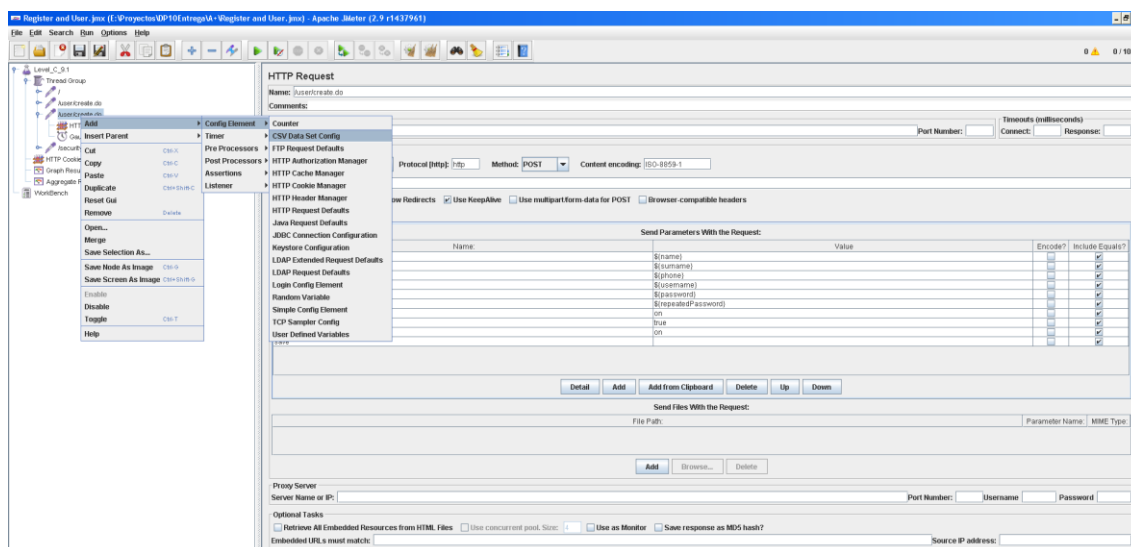 Register and User.jmx (E:\Proyectos\DP10Entrega\A+\Register and User.jmx) - Apache JMeter (2.9 r1437961)
File Edit Search Run Options Help
0 0 / 10
Level_C_9.1
Thread Group
/
/user/create.do
/user/create.do
HTT
Gau
/security
HTTP Cookie
Graph Resu
Aggregate R
WorkBench
Add
Insert Parent
Cut Ctrl-X
Copy Ctrl-C
Paste Ctrl-V
Duplicate Ctrl+Shift-C
Reset Gui
Remove Delete
Open...
Merge
Save Selection As...
Save Node As Image Ctrl-G
Save Screen As Image Ctrl+Shift-G
Enable
Disable
Toggle Ctrl-T
Help
Config Element
Timer
Pre Processors
Post Processors
Assertions
Listener
Counter
CSV Data Set Config
FTP Request Defaults
HTTP Authorization Manager
HTTP Cache Manager
HTTP Cookie Manager
HTTP Header Manager
HTTP Request Defaults
Java Request Defaults
JDBC Connection Configuration
Keystore Configuration
LDAP Extended Request Defaults
LDAP Request Defaults
Login Config Element
Random Variable
Simple Config Element
TCP Sampler Config
User Defined Variables
HTTP Request
Name: /user/create.do
Comments:
Timeouts (milliseconds)
Port Number: Connect: Response:
Protocol [http]: http Method: POST Content encoding: ISO-8859-1
ow Redirects Use KeepAlive Use multipart/form-data for POST Browser-compatible headers
Send Parameters With the Request:
Name: Value Encode? Include Equals?
${name}
${surname}
${phone}
${username}
${password}
${repeatedPassword}
on
true
on
save
Detail Add Add from Clipboard Delete Up Down
Send Files With the Request:
File Path: Parameter Name: MIME Type:
Add Browse... Delete
Proxy Server
Server Name or IP: Port Number: Username Password
Optional Tasks
Retrieve All Embedded Resources from HTML Files Use concurrent pool. Size: 4 Use as Monitor Save response as MD5 hash?
Embedded URLs must match: Source IP address: